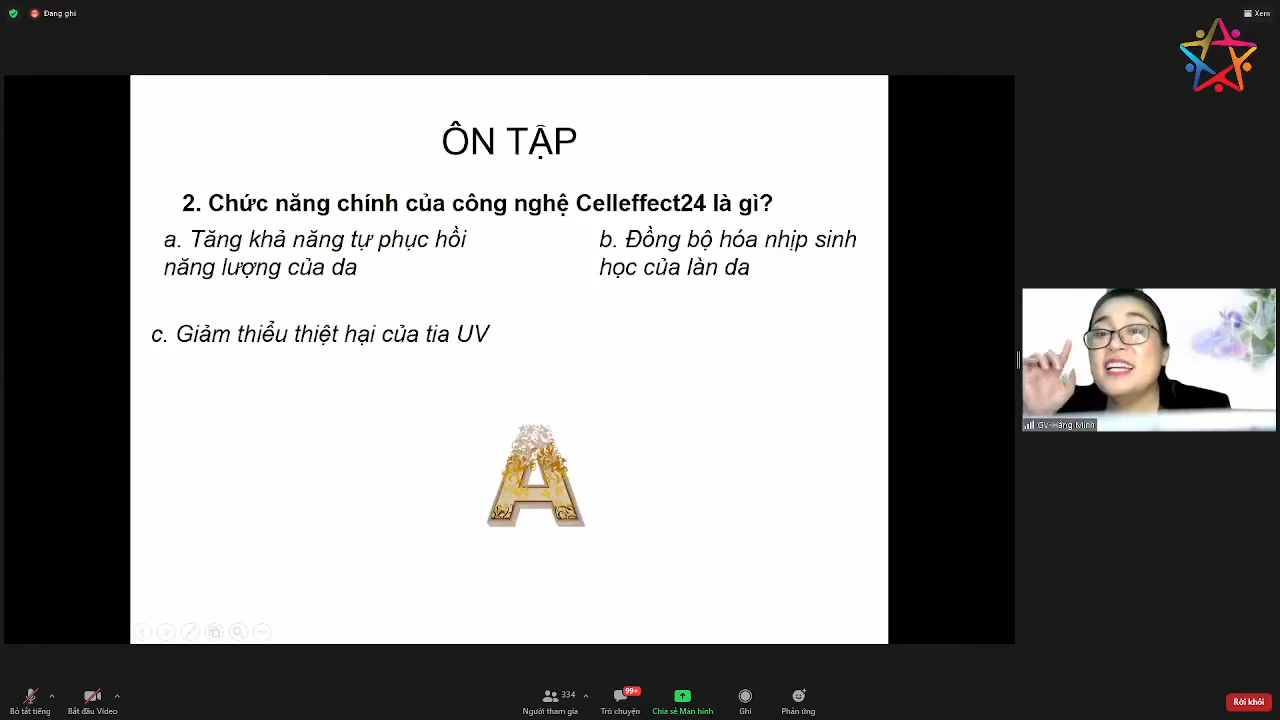 Đang ghi
Xem
ÔN TẬP
2. Chức năng chính của công nghệ Celleffect24 là gì?
a. Tăng khả năng tự phục hồi
năng lượng của da
b. Đồng bộ hóa nhịp sinh
học của làn da
c. Giảm thiểu thiệt hại của tia UV
A
GV-Hằng Minh
334
99+
Bỏ tắt tiếng
Bắt đầu Video
Người tham gia
Trò chuyện
Chia sẻ Màn hình
Ghi
Phản ứng
Rời khỏi